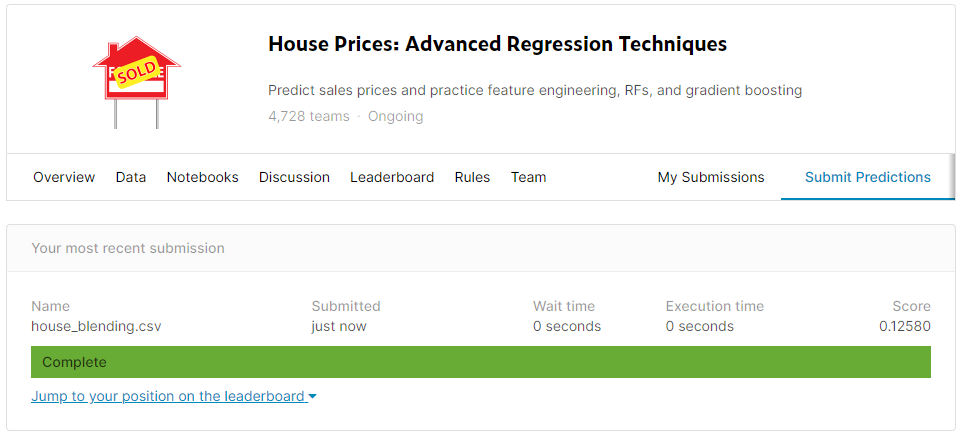 SOLD
House Prices: Advanced Regression Techniques
Predict sales prices and practice feature engineering, RFs, and gradient boosting
4,728 teams · Ongoing
Overview Data Notebooks Discussion Leaderboard Rules Team My Submissions Submit Predictions
Your most recent submission
Name Submitted Wait time Execution time Score
house_blending.csv just now 0 seconds 0 seconds 0.12580
Complete
Jump to your position on the leaderboard